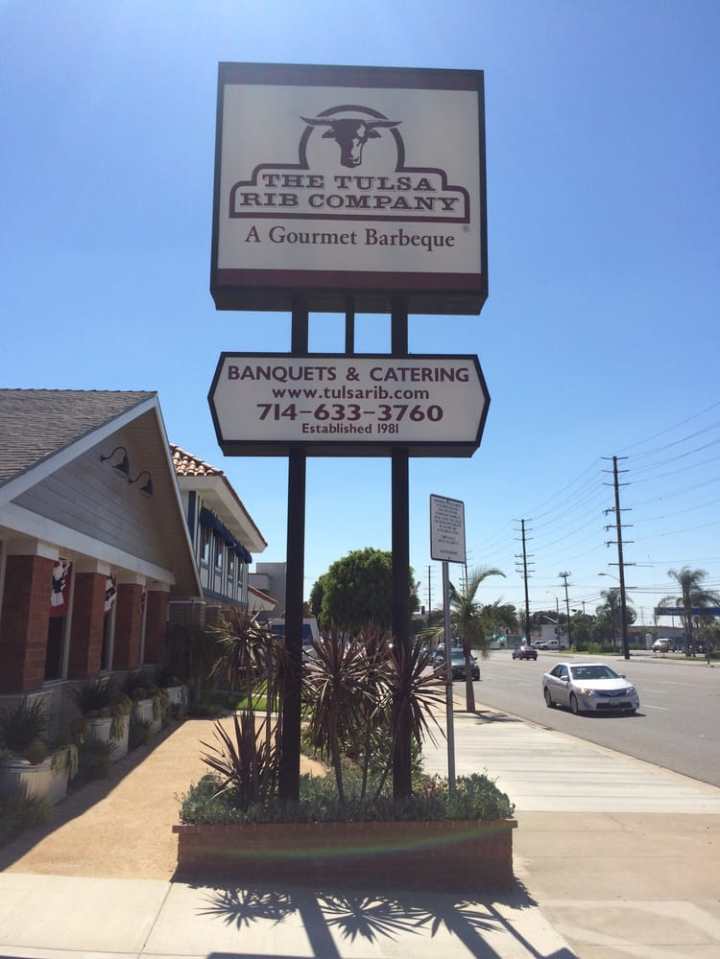 THE TULSA
RIB COMPANY
®
A Gourmet Barbeque
BANQUETS & CATERING
www.tulsarib.com
714-633-3760
Established 1981